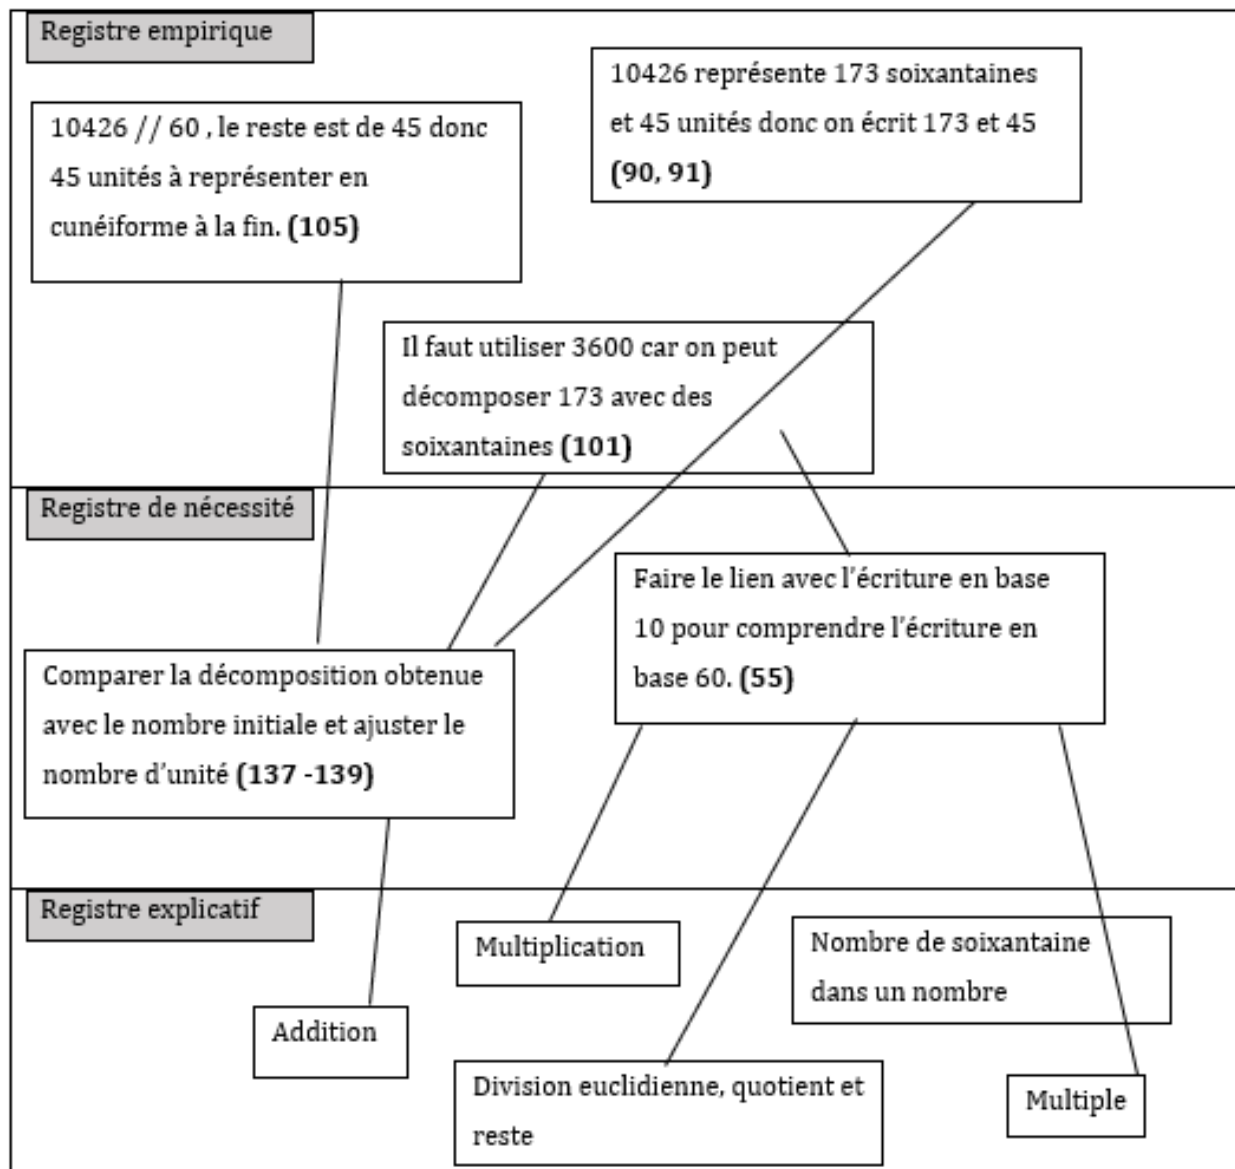 Registre empirique
10426 // 60 , le reste est de 45 donc
45 unités à représenter en
cunéiforme à la fin. (105)
10426 représente 173 soixantaines
et 45 unités donc on écrit 173 et 45
(90, 91)
Il faut utiliser 3600 car on peut
décomposer 173 avec des
soixantaines (101)
Registre de nécessité
Comparer la décomposition obtenue
avec le nombre initiale et ajuster le
nombre d’unité (137 -139)
Faire le lien avec l’écriture en base
10 pour comprendre l’écriture en
base 60. (55)
Registre explicatif
Addition
Multiplication
Division euclidienne, quotient et
reste
Nombre de soixantaine
dans un nombre
Multiple